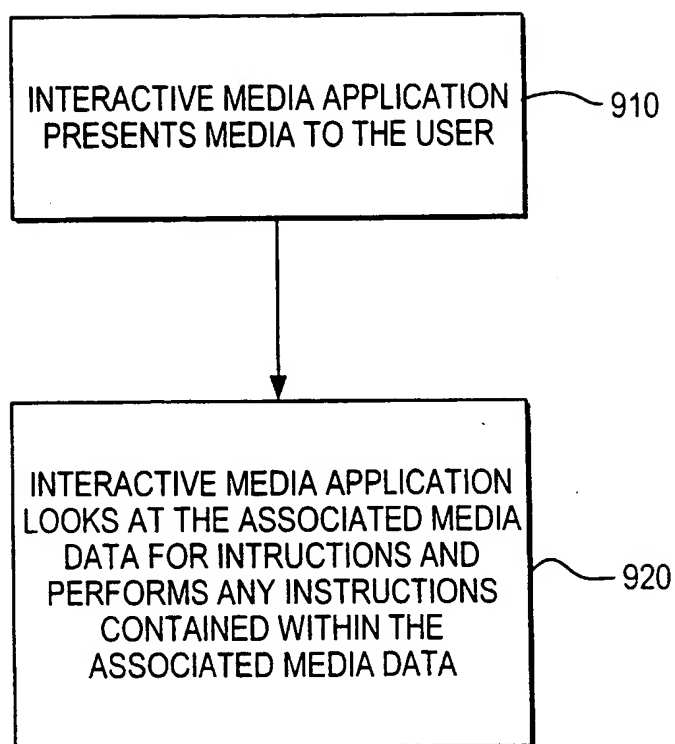 INTERACTIVE MEDIA APPLICATION
PRESENTS MEDIA TO THE USER
910
INTERACTIVE MEDIA APPLICATION
LOOKS AT THE ASSOCIATED MEDIA
DATA FOR INTRUCTIONS AND
PERFORMS ANY INSTRUCTIONS
CONTAINED WITHIN THE
ASSOCIATED MEDIA DATA
920